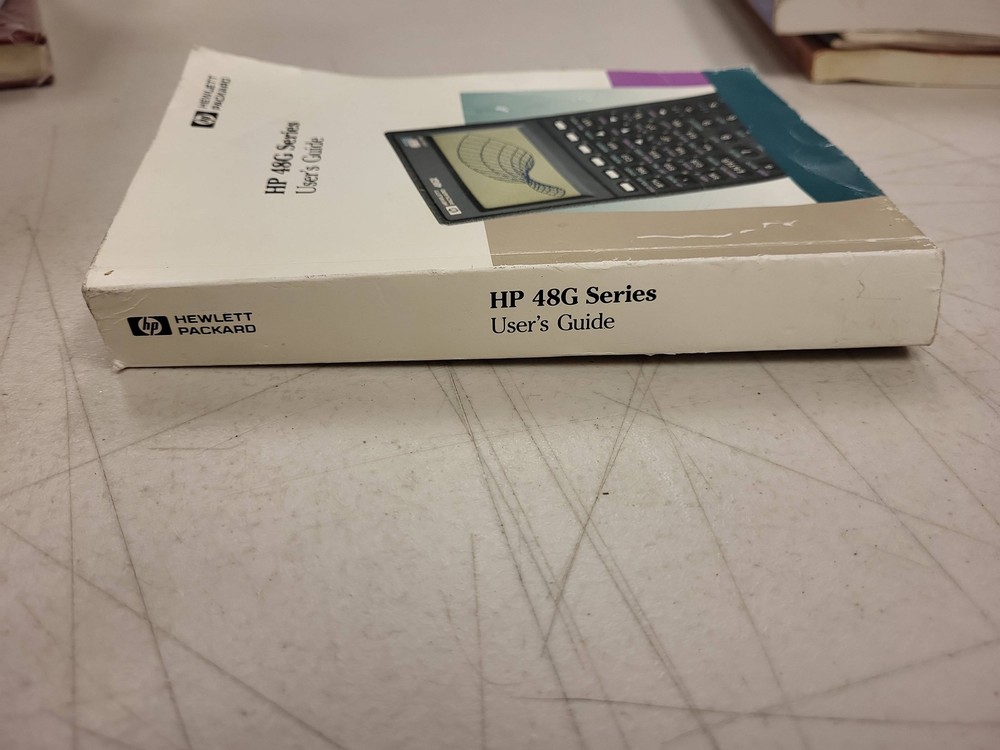 HEWLETT
PACKARD
HP 48G Series
User's Guide
hp HEWLETT
PACKARD
HP 48G Series
User's Guide